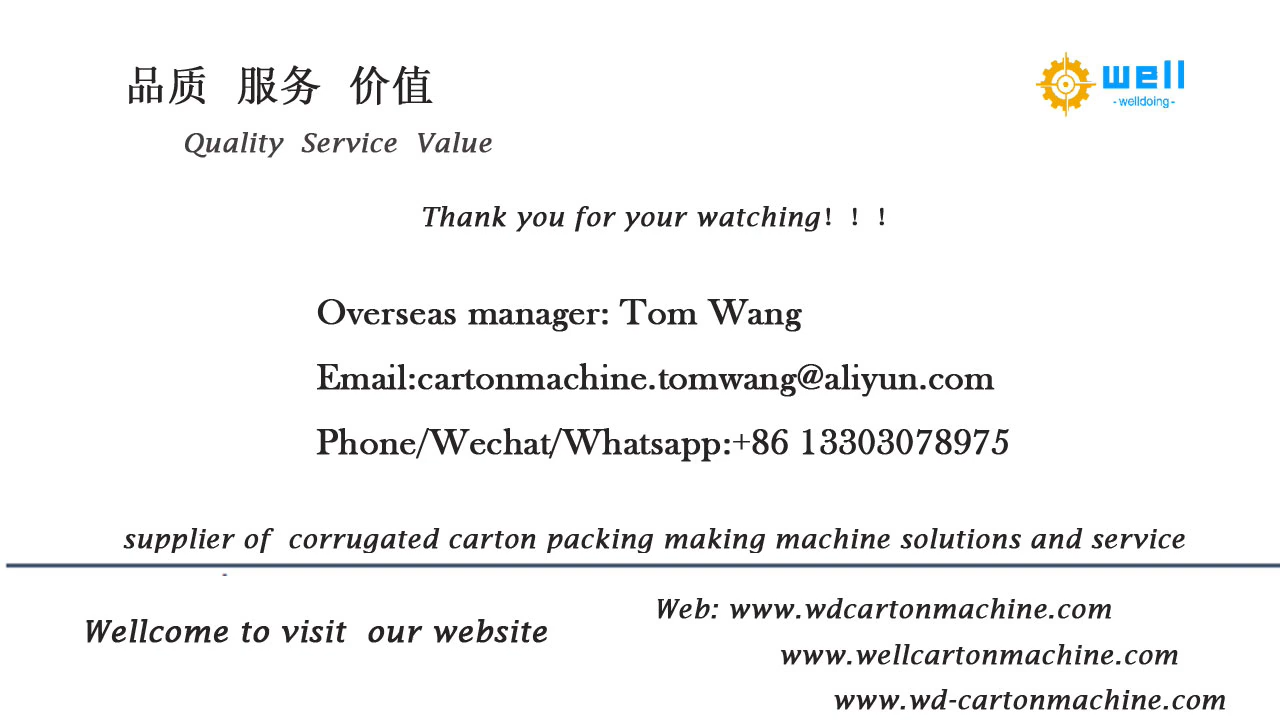 品质 服务 价值
well
-welldoing-
Quality Service Value
Thank you for your watching！！！
Overseas manager: Tom Wang
Email:cartonmachine.tomwang@aliyun.com
Phone/Wechat/Whatsapp:+86 13303078975
supplier of corrugated carton packing making machine solutions and service
Wellcome to visit our website
Web: www.wdcartonmachine.com
www.wellcartonmachine.com
www.wd-cartonmachine.com